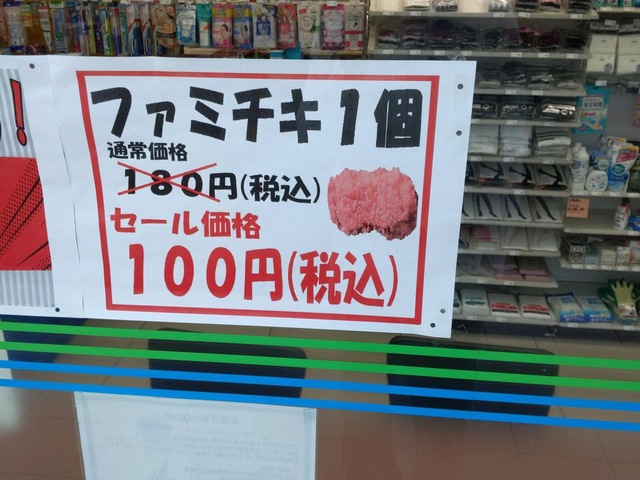 ファミチキ1個
通常価格
180円(税込)
セール価格
100円(税込)
!